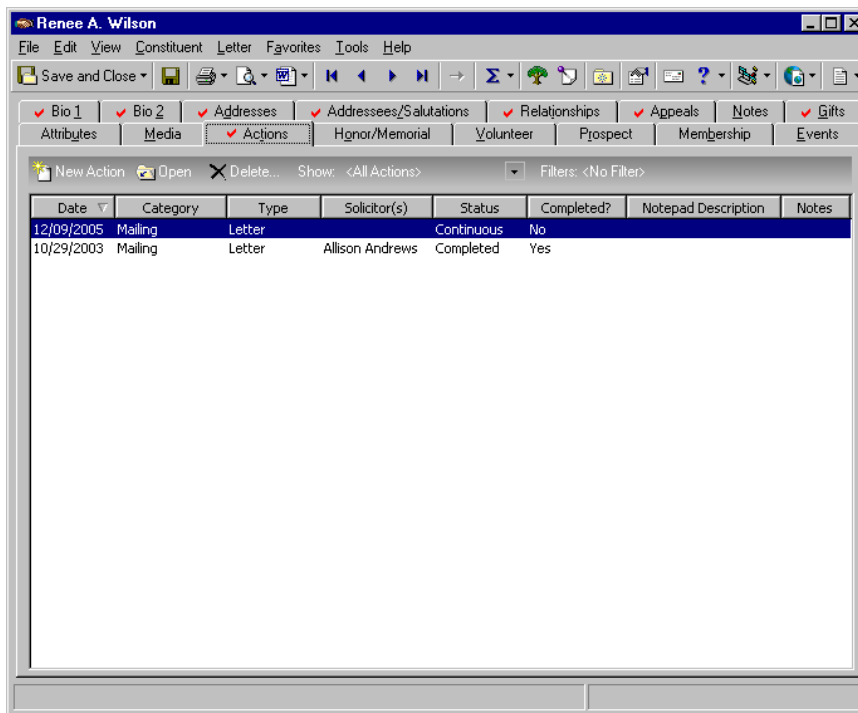 Renee A. Wilson
File Edit View Constituent Letter Favorites Tools Help
Save and Close
Bio 1 Bio 2 Addresses Addressees/Salutations Relationships Appeals Notes Gifts
Attributes Media Actions Honor/Memorial Volunteer Prospect Membership Events
New Action Open Delete... Show: <All Actions> Filters: <No Filter>
Date Category Type Solicitor(s) Status Completed? Notepad Description Notes
12/09/2005 Mailing Letter Continuous No
10/29/2003 Mailing Letter Allison Andrews Completed Yes